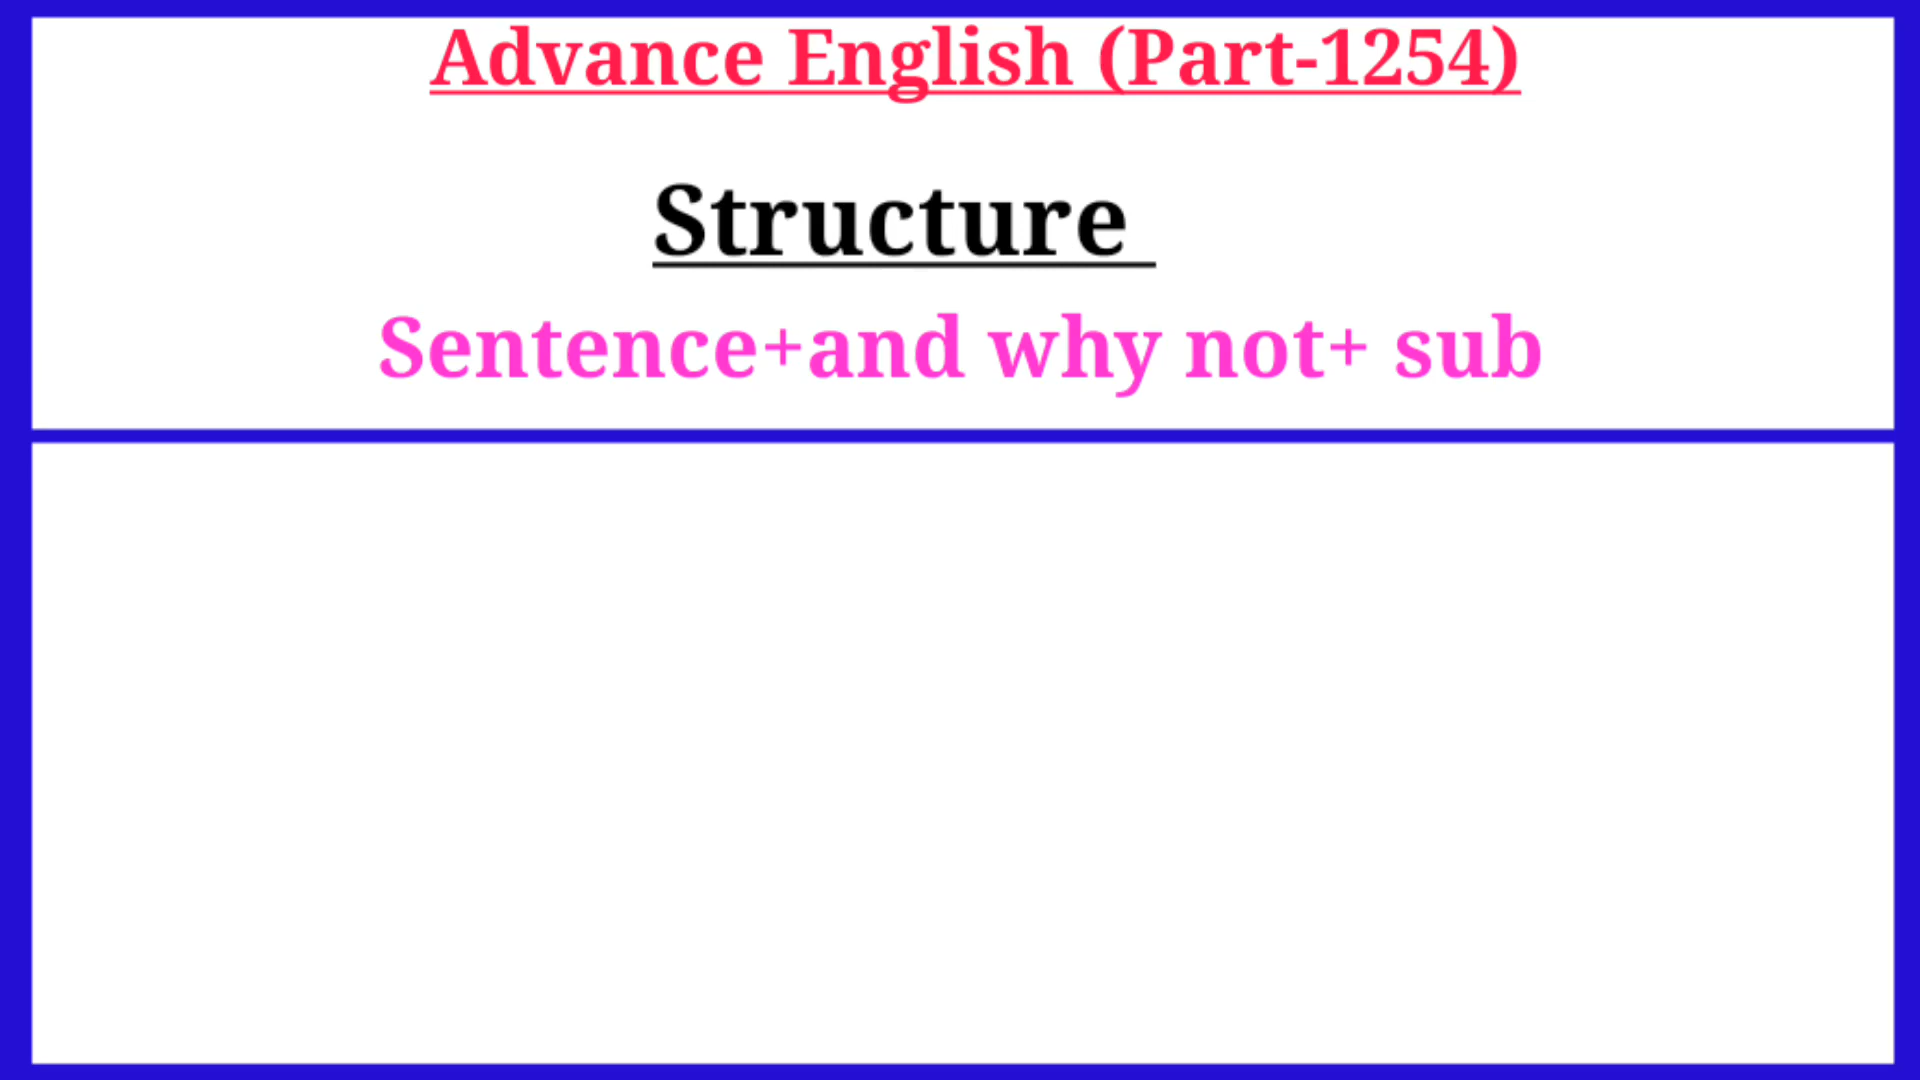 Advance English (Part-1254)
Structure
Sentence+and why not+ sub